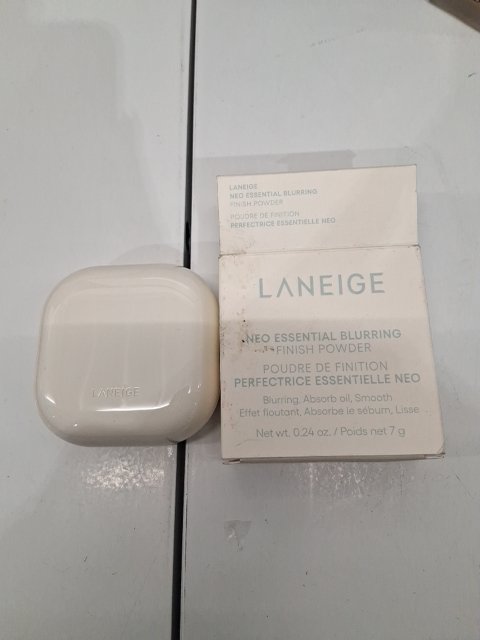 LANEIGE
NEO ESSENTIAL BLURRING
FINISH POWDER
POUDRE DE FINITION
PERFECTRICE ESSENTIELLE NEO
LANEIGE
NEO ESSENTIAL BLURRING
FINISH POWDER
POUDRE DE FINITION
PERFECTRICE ESSENTIELLE NEO
Blurring, Absorb oil, Smooth
Effet floutant, Absorbe le sébum, Lisse
Net wt. 0.24 oz. / Poids net 7 g
LANEIGE